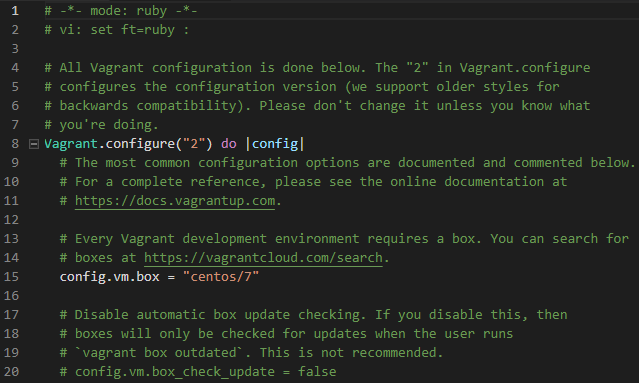 1 # -*- mode: ruby -*-
2 # vi: set ft=ruby :
3
4 # All Vagrant configuration is done below. The "2" in Vagrant.configure
5 # configures the configuration version (we support older styles for
6 # backwards compatibility). Please don't change it unless you know what
7 # you're doing.
8 Vagrant.configure("2") do |config|
9 # The most common configuration options are documented and commented below.
10 # For a complete reference, please see the online documentation at
11 # https://docs.vagrantup.com.
12
13 # Every Vagrant development environment requires a box. You can search for
14 # boxes at https://vagrantcloud.com/search.
15 config.vm.box = "centos/7"
16
17 # Disable automatic box update checking. If you disable this, then
18 # boxes will only be checked for updates when the user runs
19 # `vagrant box outdated`. This is not recommended.
20 # config.vm.box_check_update = false